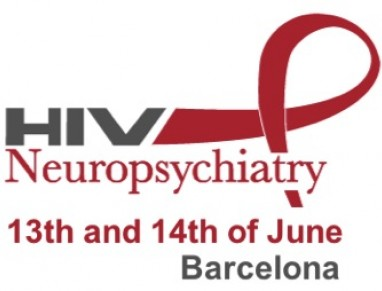 HIV
Neuropsychiatry
13th and 14th of June
Barcelona